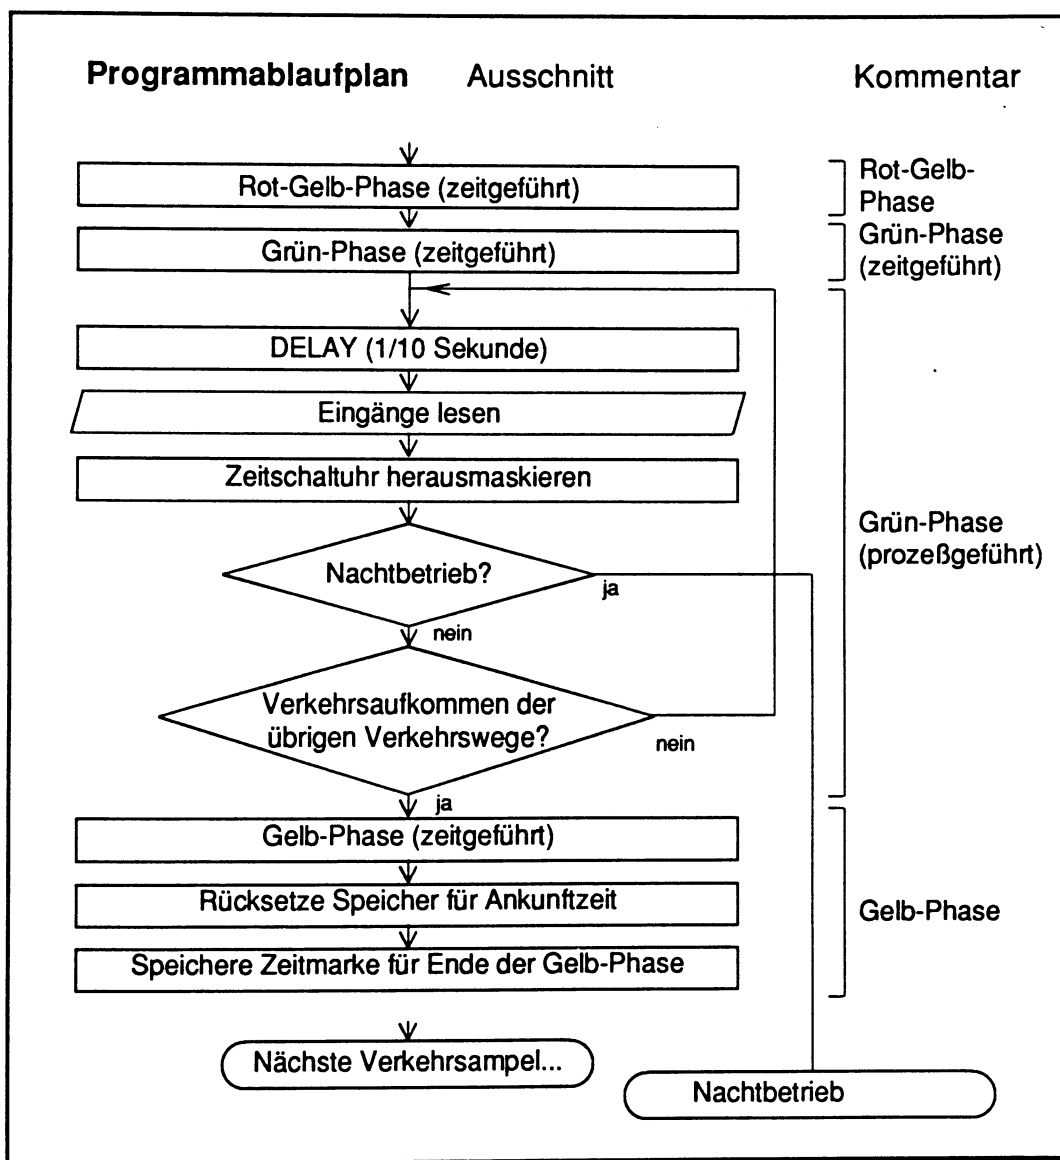 Programmablaufplan Ausschnitt Kommentar
Rot-Gelb-Phase (zeitgeführt)
Rot-Gelb-
Phase
Grün-Phase (zeitgeführt)
Grün-Phase
(zeitgeführt)
DELAY (1/10 Sekunde)
Eingänge lesen
Zeitschaltuhr herausmaskieren
Grün-Phase
(prozeßgeführt)
Nachtbetrieb?
ja
nein
Verkehrsaufkommen der
übrigen Verkehrswege?
nein
ja
Gelb-Phase (zeitgeführt)
Rücksetze Speicher für Ankunftzeit
Gelb-Phase
Speichere Zeitmarke für Ende der Gelb-Phase
Nächste Verkehrsampel...
Nachtbetrieb